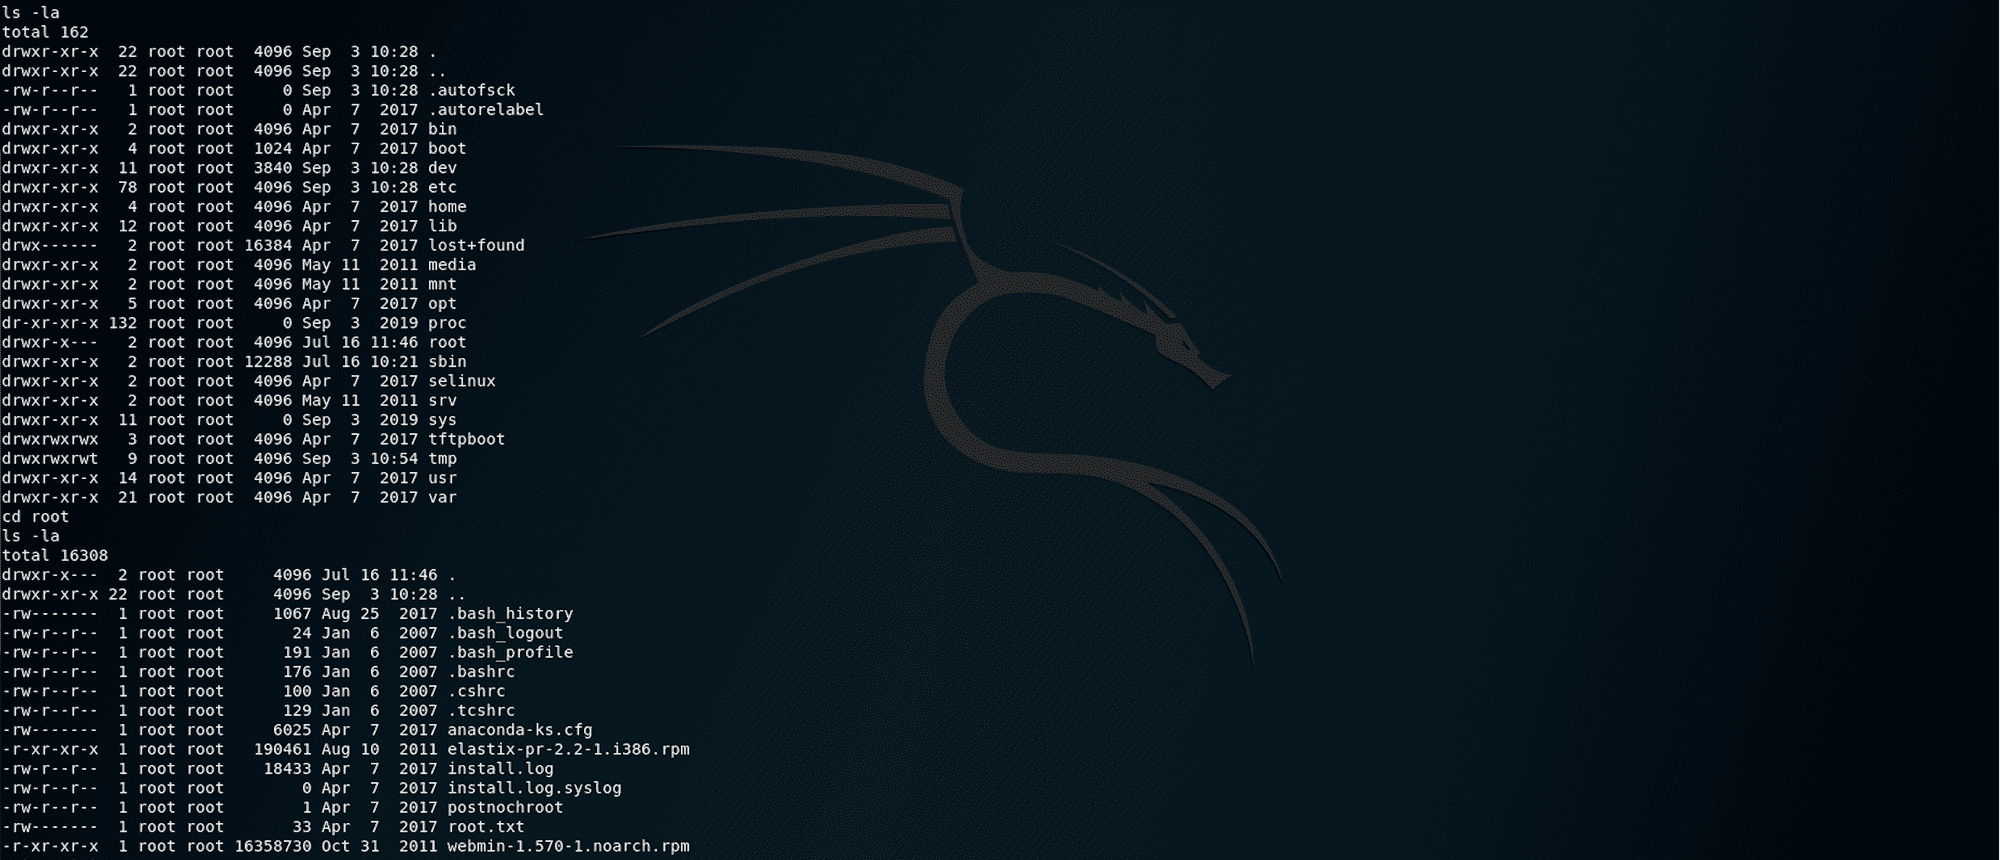 ls -la
total 162
drwxr-xr-x  22 root root  4096 Sep  3 10:28 .
drwxr-xr-x  22 root root  4096 Sep  3 10:28 ..
-rw-r--r--   1 root root     0 Sep  3 10:28 .autofsck
-rw-r--r--   1 root root     0 Apr  7  2017 .autorelabel
drwxr-xr-x   2 root root  4096 Apr  7  2017 bin
drwxr-xr-x   4 root root  1024 Apr  7  2017 boot
drwxr-xr-x  11 root root  3840 Sep  3 10:28 dev
drwxr-xr-x  78 root root  4096 Sep  3 10:28 etc
drwxr-xr-x   4 root root  4096 Apr  7  2017 home
drwxr-xr-x  12 root root  4096 Apr  7  2017 lib
drwx------   2 root root 16384 Apr  7  2017 lost+found
drwxr-xr-x   2 root root  4096 May 11  2011 media
drwxr-xr-x   2 root root  4096 May 11  2011 mnt
drwxr-xr-x   5 root root  4096 Apr  7  2017 opt
dr-xr-xr-x 132 root root     0 Sep  3  2019 proc
drwxr-x---   2 root root  4096 Jul 16 11:46 root
drwxr-xr-x   2 root root 12288 Jul 16 10:21 sbin
drwxr-xr-x   2 root root  4096 Apr  7  2017 selinux
drwxr-xr-x   2 root root  4096 May 11  2011 srv
drwxr-xr-x  11 root root     0 Sep  3  2019 sys
drwxrwxrwx   3 root root  4096 Apr  7  2017 tftpboot
drwxrwxrwt   9 root root  4096 Sep  3 10:54 tmp
drwxr-xr-x  14 root root  4096 Apr  7  2017 usr
drwxr-xr-x  21 root root  4096 Apr  7  2017 var
cd root
ls -la
total 16308
drwxr-x---  2 root root     4096 Jul 16 11:46 .
drwxr-xr-x 22 root root     4096 Sep  3 10:28 ..
-rw-------  1 root root     1067 Aug 25  2017 .bash_history
-rw-r--r--  1 root root       24 Jan  6  2007 .bash_logout
-rw-r--r--  1 root root      191 Jan  6  2007 .bash_profile
-rw-r--r--  1 root root      176 Jan  6  2007 .bashrc
-rw-r--r--  1 root root      100 Jan  6  2007 .cshrc
-rw-r--r--  1 root root      129 Jan  6  2007 .tcshrc
-rw-------  1 root root     6025 Apr  7  2017 anaconda-ks.cfg
-r-xr-xr-x  1 root root   190461 Aug 10  2011 elastix-pr-2.2-1.i386.rpm
-rw-r--r--  1 root root    18433 Apr  7  2017 install.log
-rw-r--r--  1 root root        0 Apr  7  2017 install.log.syslog
-rw-r--r--  1 root root        1 Apr  7  2017 postnochroot
-rw-------  1 root root       33 Apr  7  2017 root.txt
-r-xr-xr-x  1 root root 16358730 Oct 31  2011 webmin-1.570-1.noarch.rpm